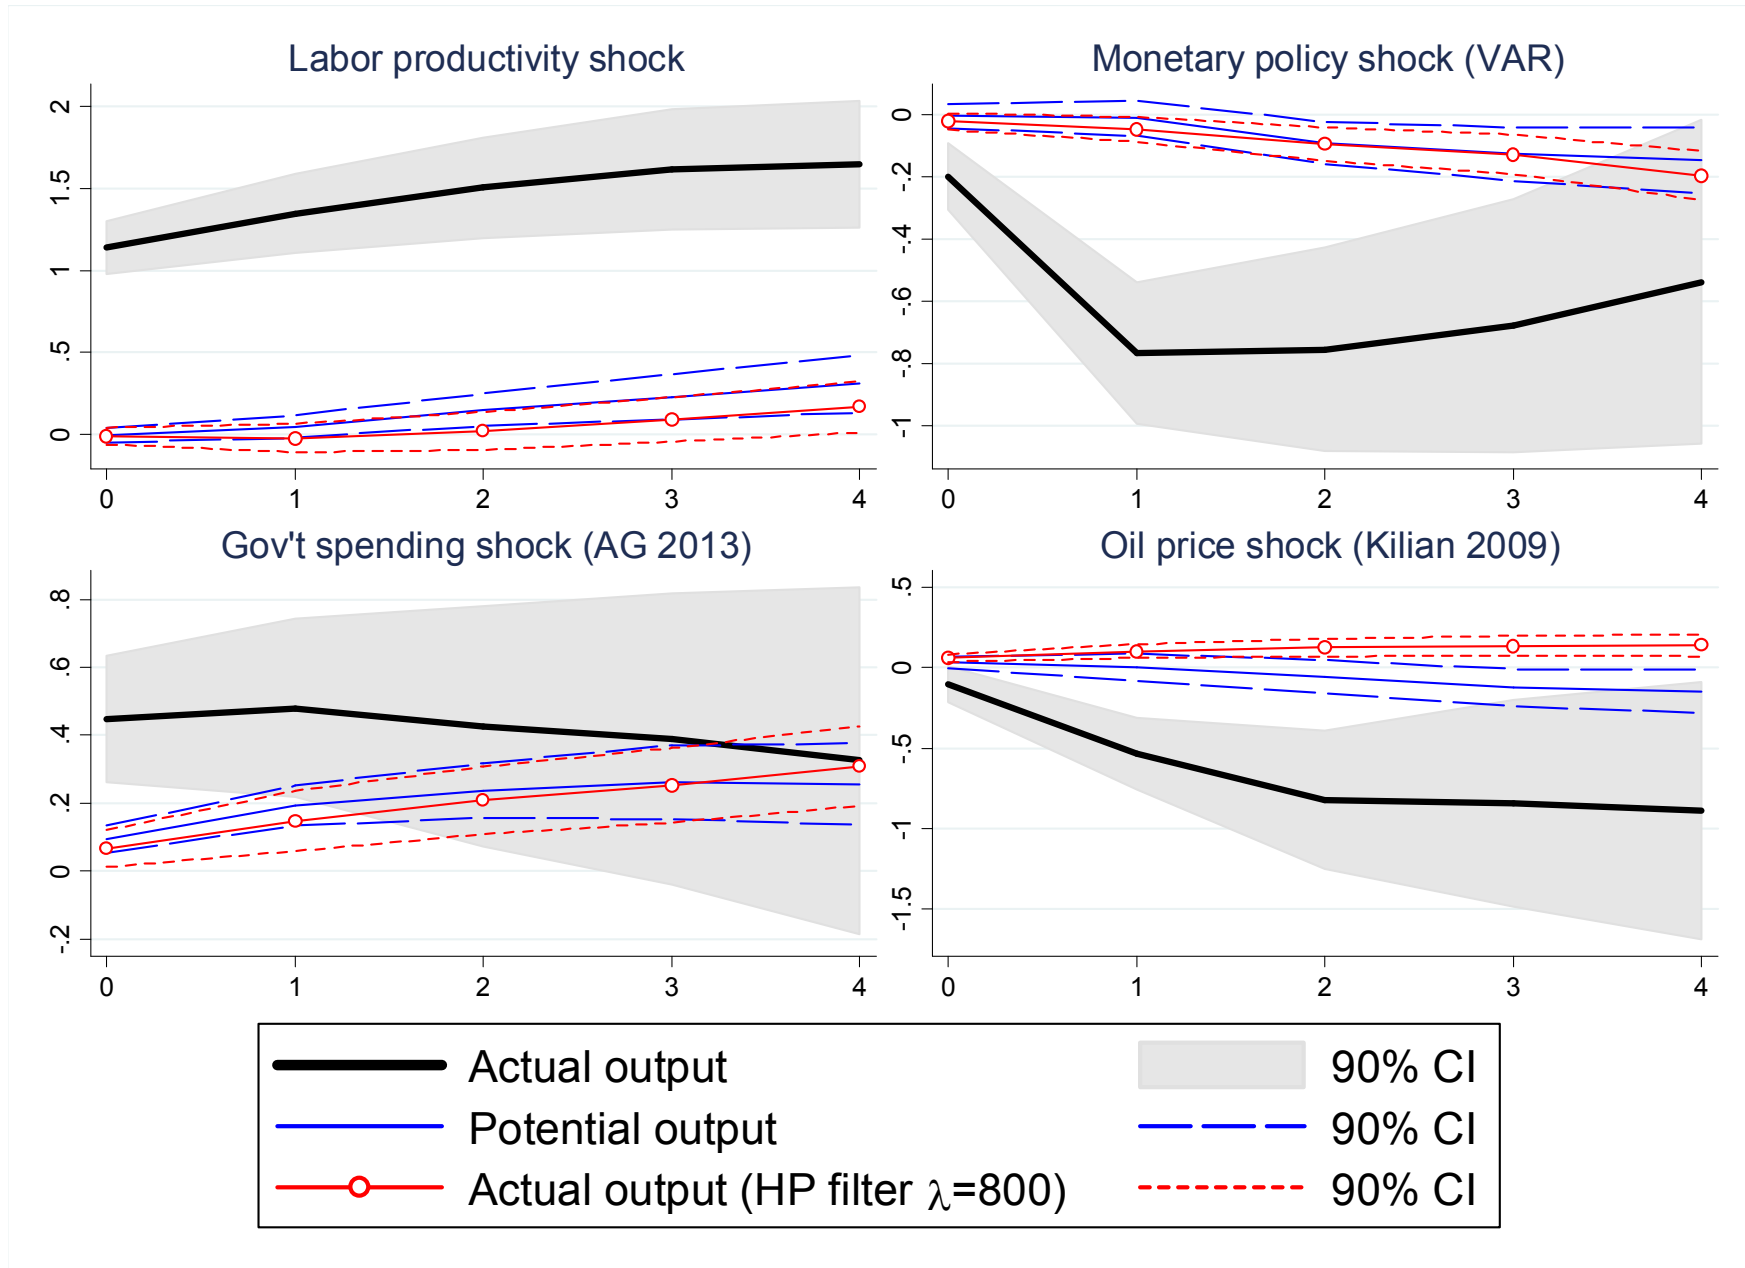 Labor productivity shock
2
1.5
1
.5
0
0 1 2 3 4
Monetary policy shock (VAR)
0
-.2
-.4
-.6
-.8
-1
0 1 2 3 4
Gov't spending shock (AG 2013)
.8
.6
.4
.2
0
-.2
0 1 2 3 4
Oil price shock (Kilian 2009)
.5
0
-.5
-1
-1.5
0 1 2 3 4
Actual output 90% CI
Potential output 90% CI
Actual output (HP filter λ=800) 90% CI